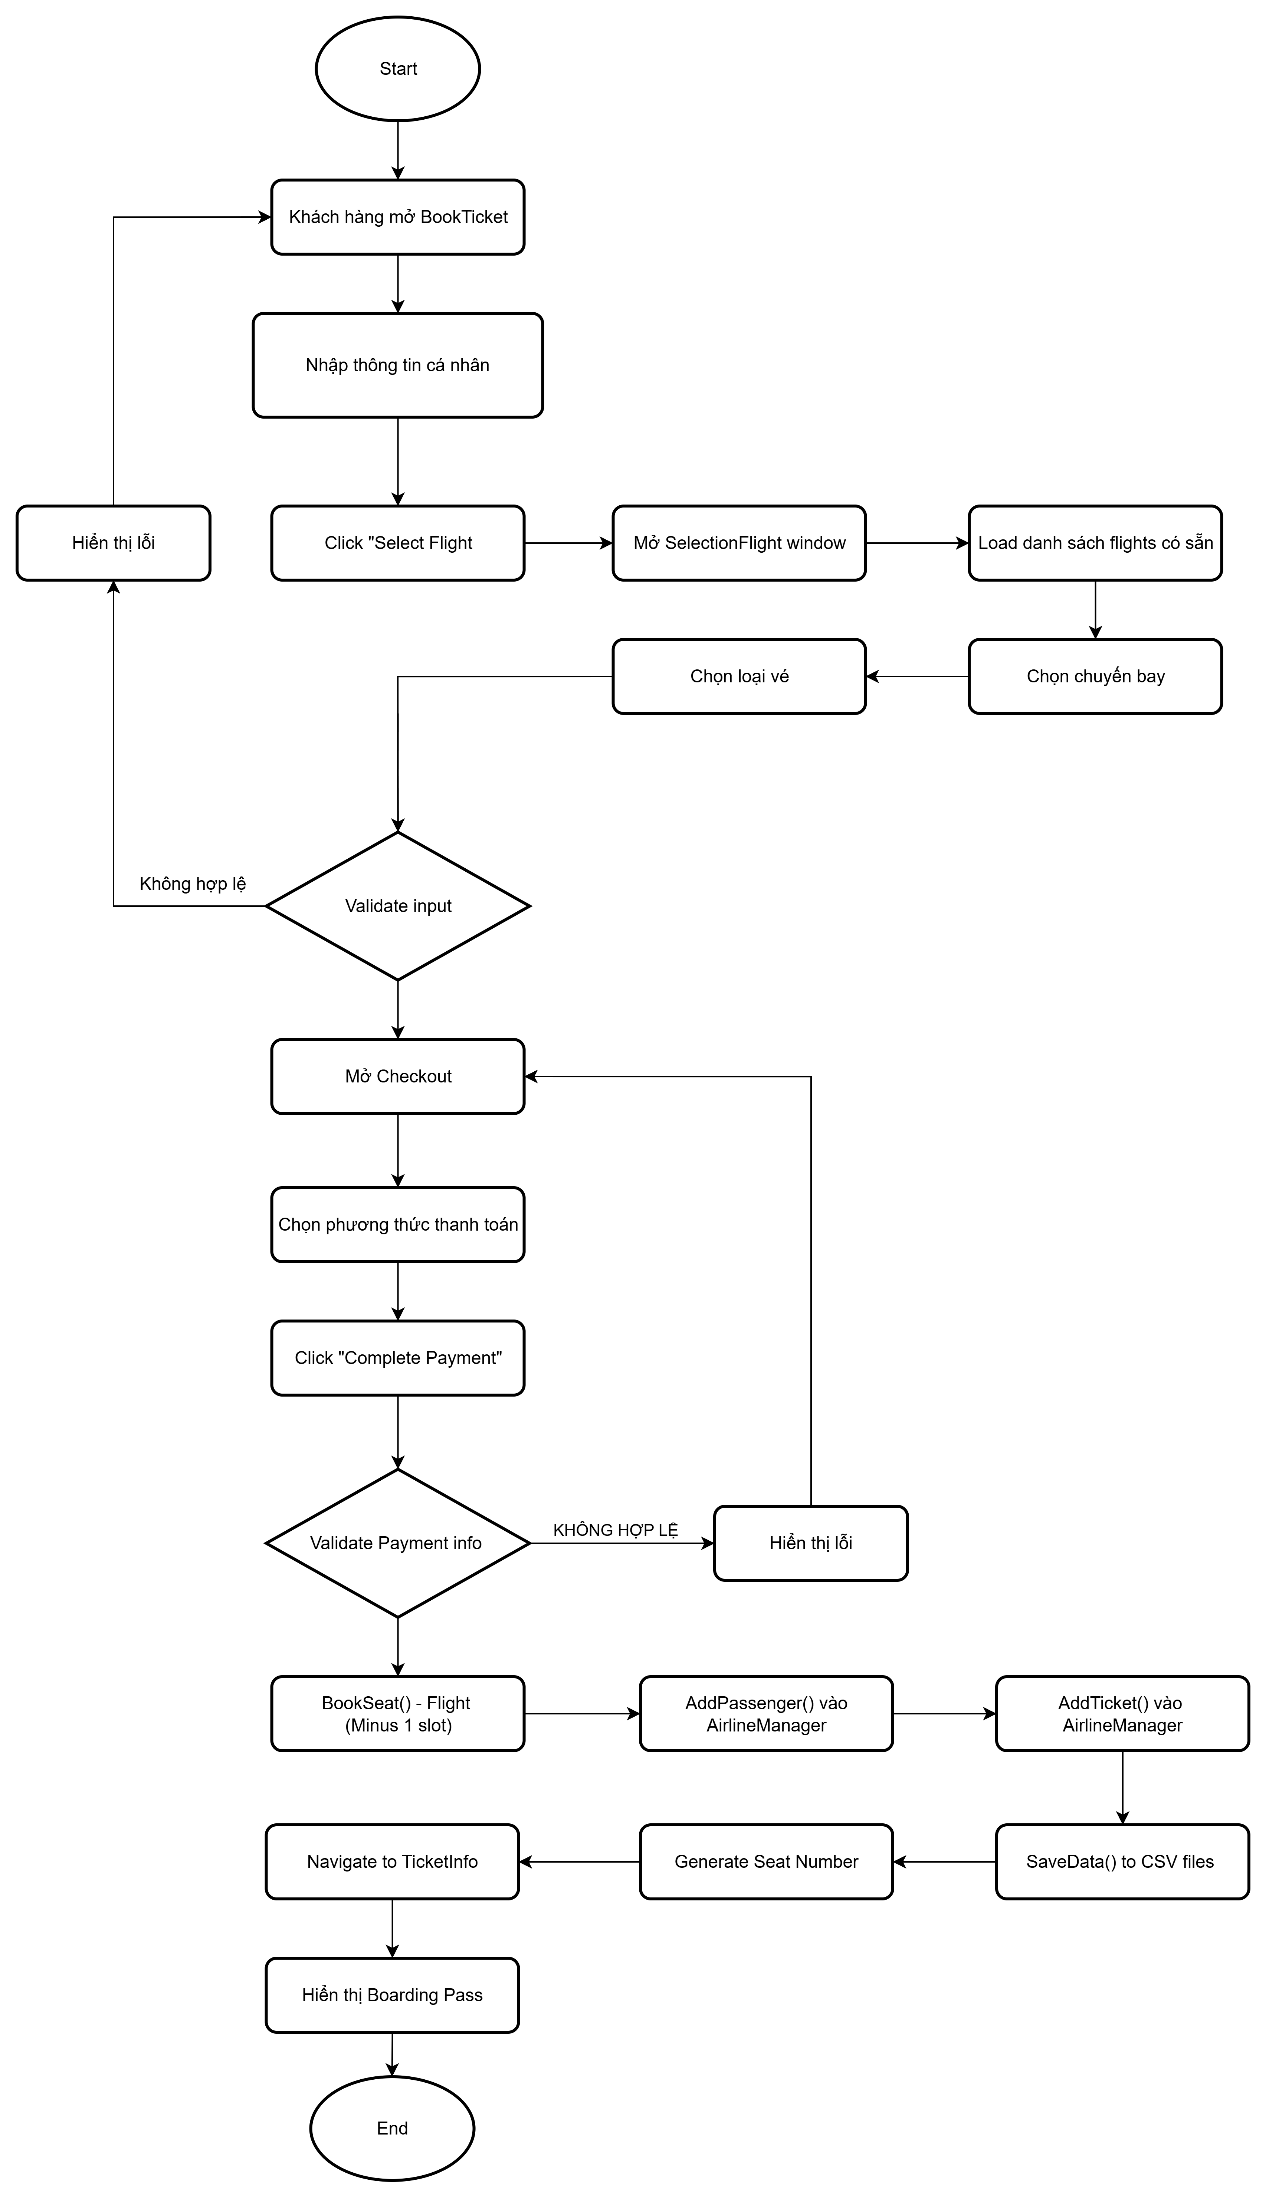 Start
Khách hàng mở BookTicket
Nhập thông tin cá nhân
Hiển thị lỗi
Click "Select Flight
Mở SelectionFlight window
Load danh sách flights có sẵn
Chọn loại vé
Chọn chuyến bay
Không hợp lệ
Validate input
Mở Checkout
Chọn phương thức thanh toán
Click "Complete Payment"
Validate Payment info
KHÔNG HỢP LỆ
Hiển thị lỗi
BookSeat() - Flight
(Minus 1 slot)
AddPassenger() vào
AirlineManager
AddTicket() vào
AirlineManager
Navigate to TicketInfo
Generate Seat Number
SaveData() to CSV files
Hiển thị Boarding Pass
End